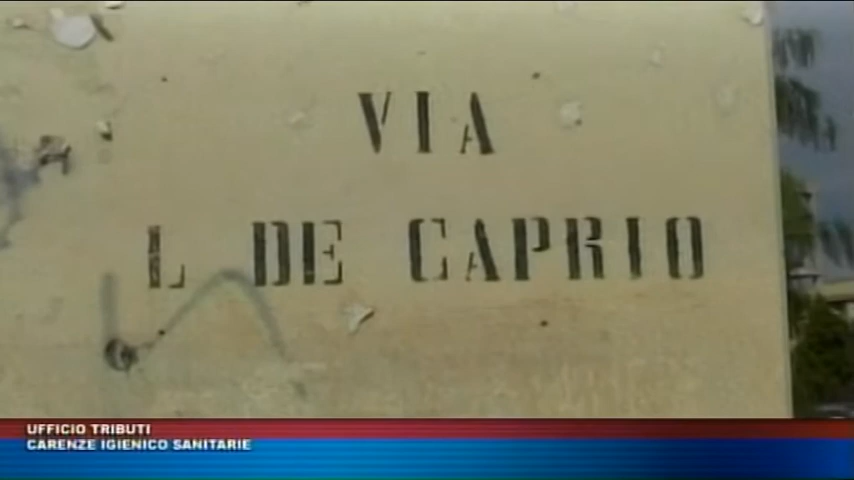 VIA
L DE CAPRIO
UFFICIO TRIBUTI
CARENZE IGIENICO SANITARIE